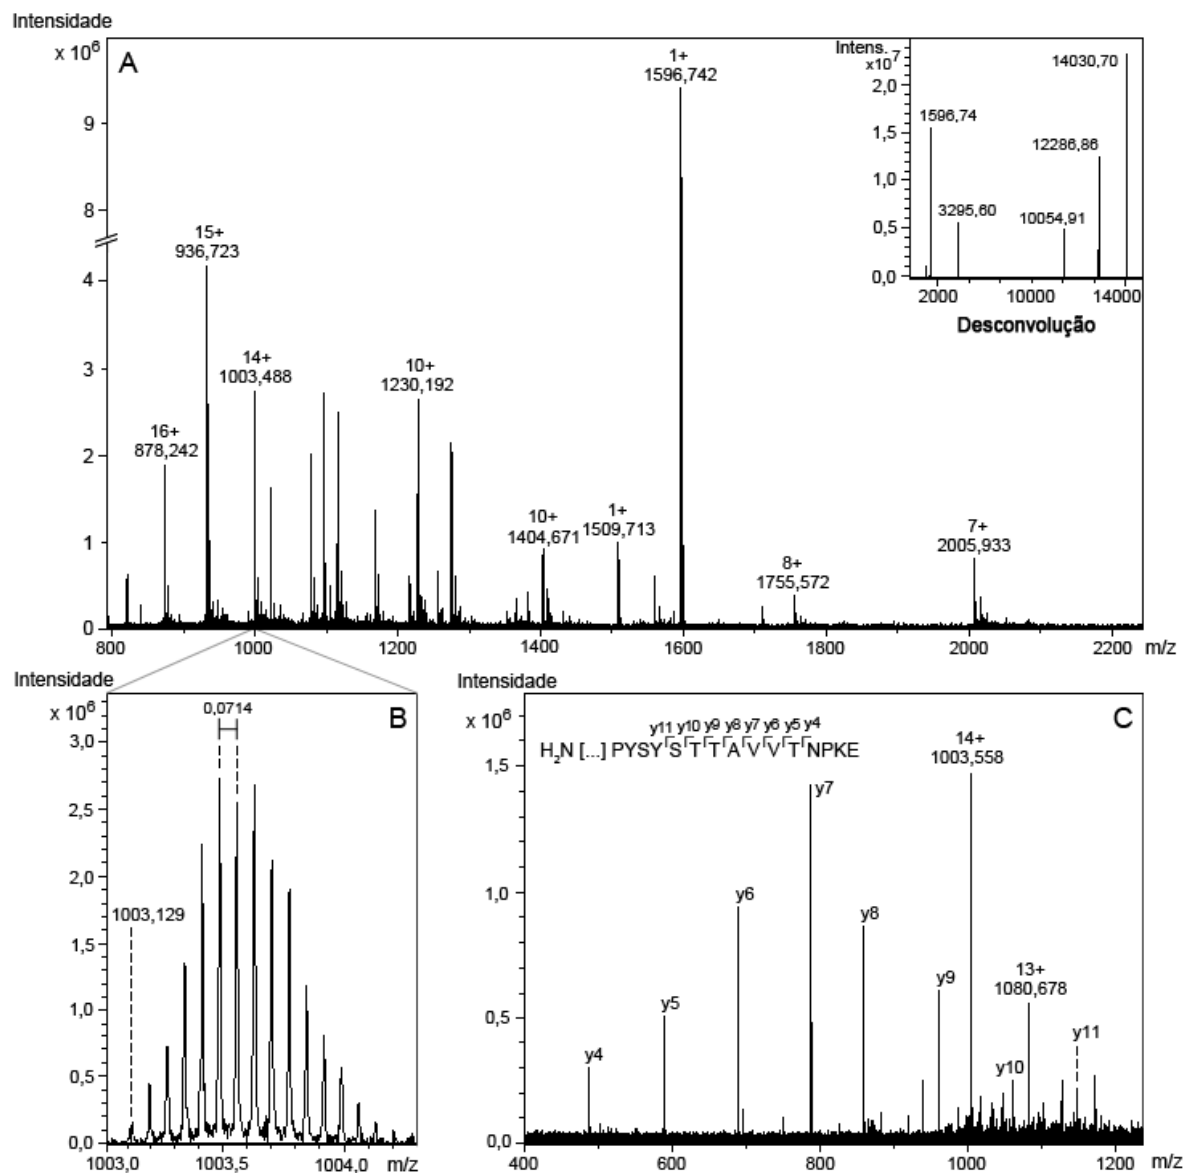 Intensidade
x 10⁶
A
9
8
4
3
2
1
0
16+
878,242
15+
936,723
14+
1003,488
10+
1230,192
10+
1404,671
1+
1509,713
1+
1596,742
8+
1755,572
7+
2005,933
800 1000 1200 1400 1600 1800 2000 2200 m/z
Intens.
x10⁷
2,0
1,5
1,0
0,5
0,0
1596,74
3295,60
10054,91
12286,86
14030,70
2000 10000 14000
Desconvolução
Intensidade
x 10⁶
B
0,0714
1003,129
3,0
2,5
2,0
1,5
1,0
0,5
0,0
1003,0 1003,5 1004,0 m/z
Intensidade
x 10⁶
C
y11 y10 y9 y8 y7 y6 y5 y4
H₂N [...] PYSYSTTAVVTNPKE
1,5
1,0
0,5
0,0
y4
y5
y6
y7
y8
y9
14+
1003,558
y10
13+
1080,678
y11
400 600 800 1000 1200 m/z